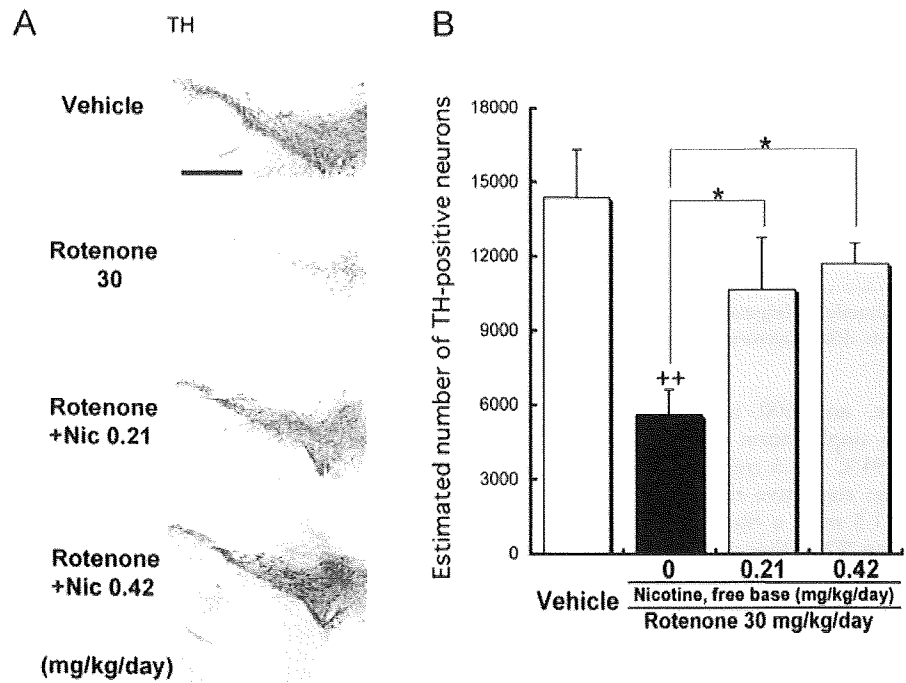 A
TH
Vehicle
Rotenone
30
Rotenone
+Nic 0.21
Rotenone
+Nic 0.42
(mg/kg/day)
B
Estimated number of TH-positive neurons
18000
15000
12000
9000
6000
3000
0
++
*
*
Vehicle
0
0.21
0.42
Nicotine, free base (mg/kg/day)
Rotenone 30 mg/kg/day